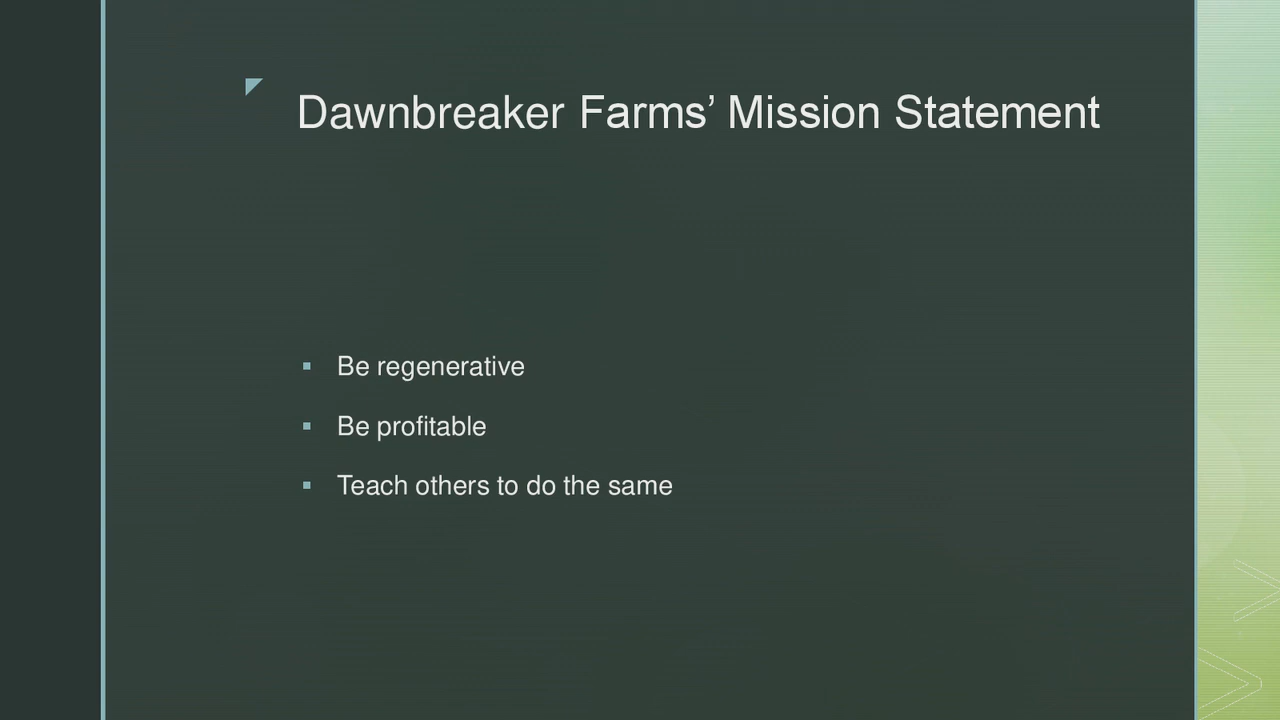 Dawnbreaker Farms’ Mission Statement
Be regenerative
Be profitable
Teach others to do the same